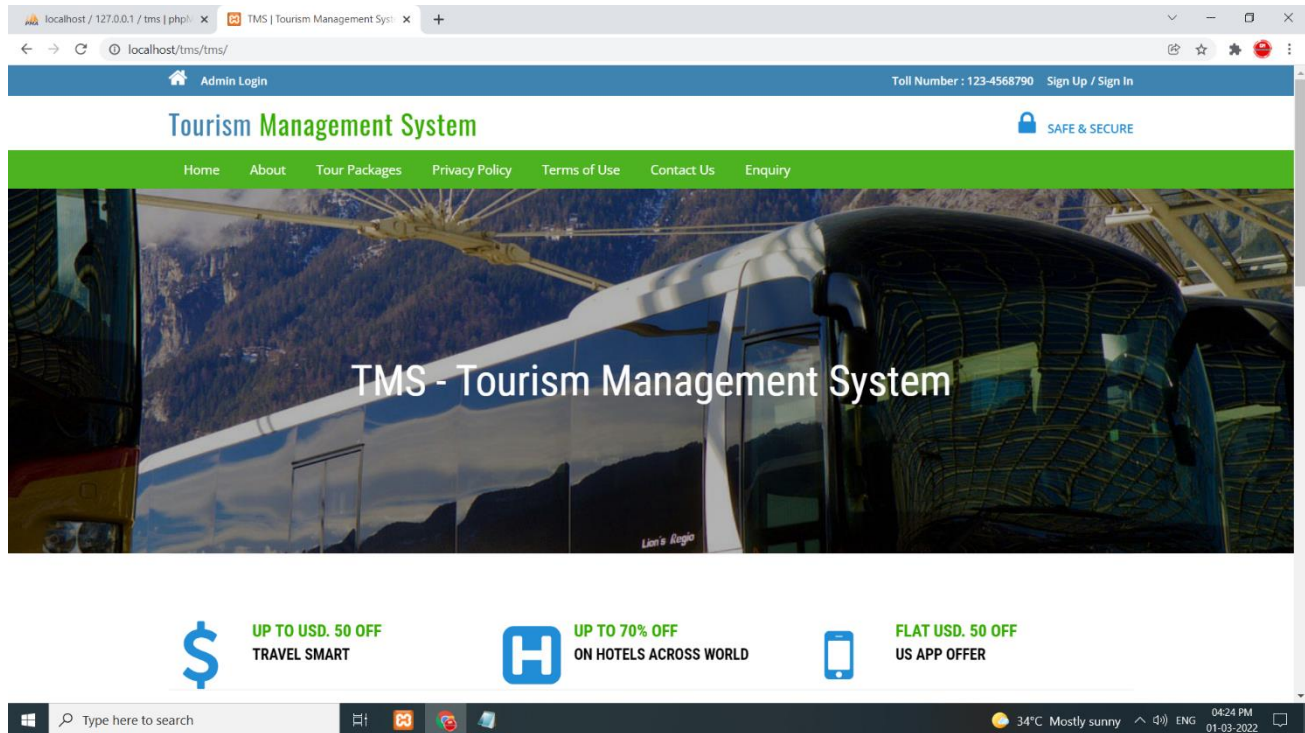 localhost / 127.0.0.1 / tms | php
TMS | Tourism Management Syst
localhost/tms/tms/
Admin Login
Toll Number : 123-4568790 Sign Up / Sign In
Tourism Management System
SAFE & SECURE
Home About Tour Packages Privacy Policy Terms of Use Contact Us Enquiry
TMS - Tourism Management System
Lion's Regio
UP TO USD. 50 OFF
TRAVEL SMART
H
UP TO 70% OFF
ON HOTELS ACROSS WORLD
FLAT USD. 50 OFF
US APP OFFER
Type here to search
34°C Mostly sunny
ENG
04:24 PM
01-03-2022